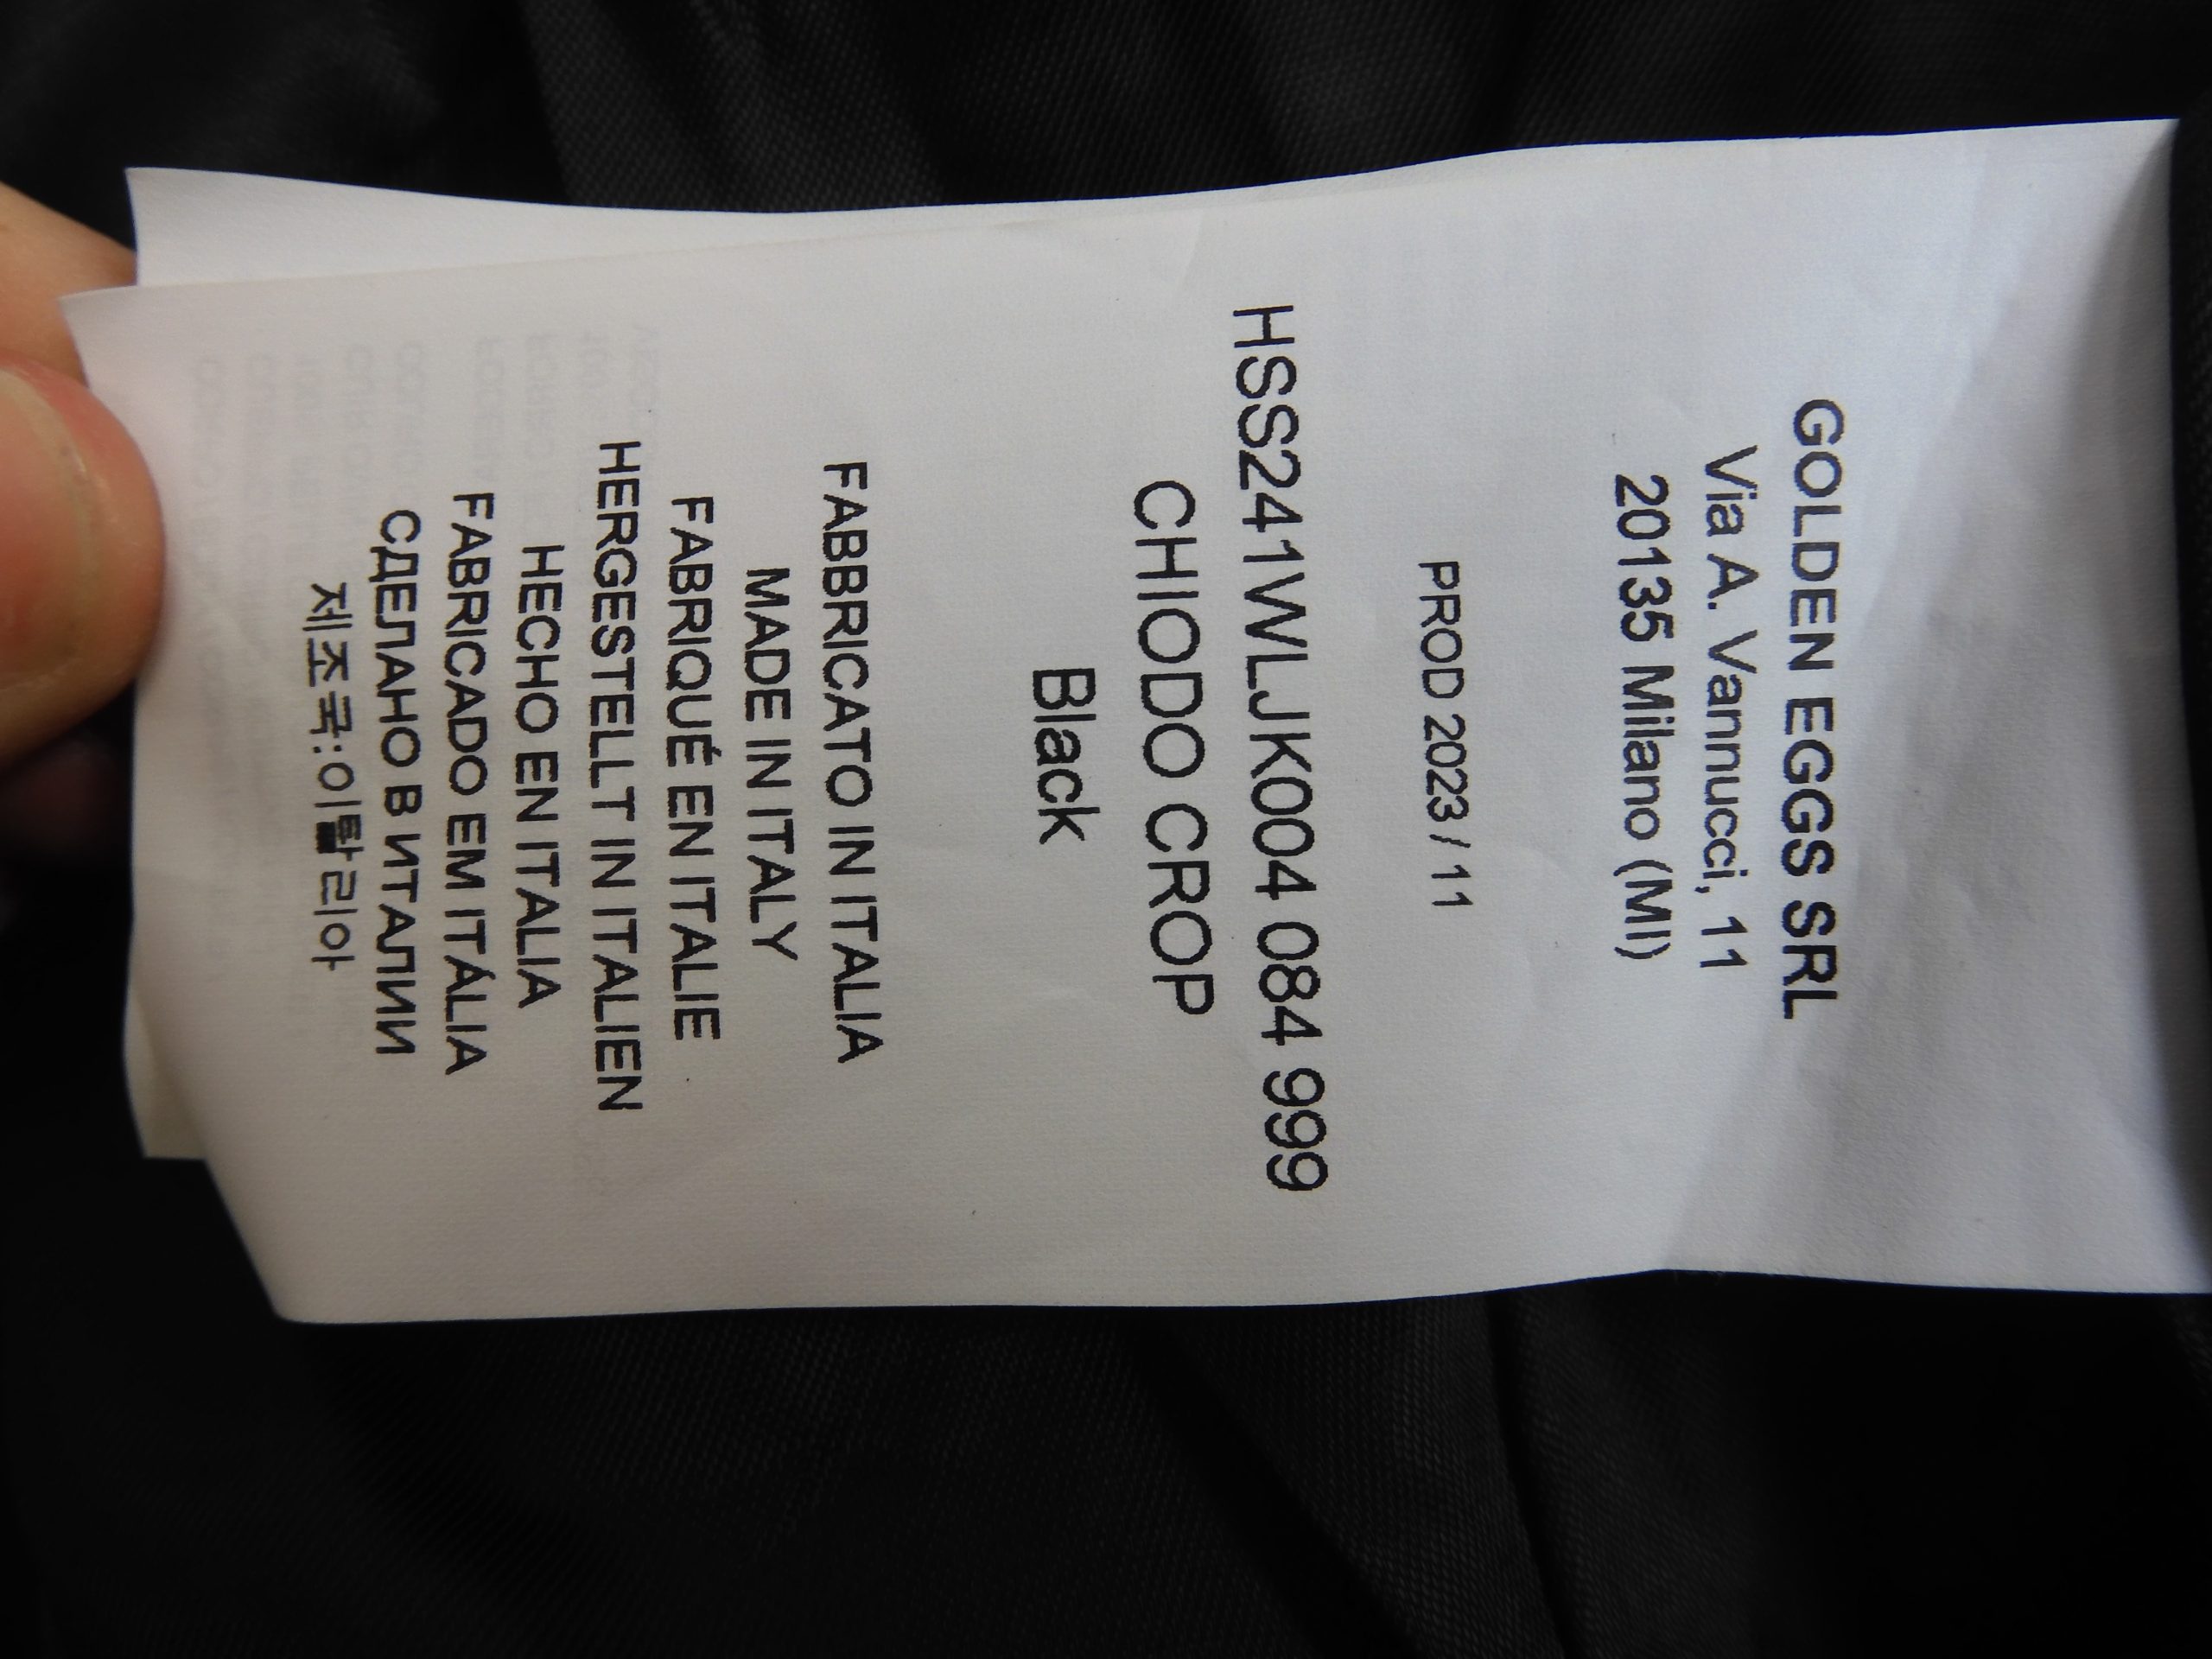 GOLDEN EGGS SRL
Via A. Vannucci, 11
20135 Milano (MI)
PROD 2023 / 11
HSS241WLJK004 084 999
CHIODO CROP
Black
FABBRICATO IN ITALIA
MADE IN ITALY
FABRIQUÉ EN ITALIE
HERGESTELLT IN ITALIEN
HECHO EN ITALIA
FABRICADO EM ITÁLIA
СДЕЛАНО В ИТАЛИИ
제조국:이탈리아